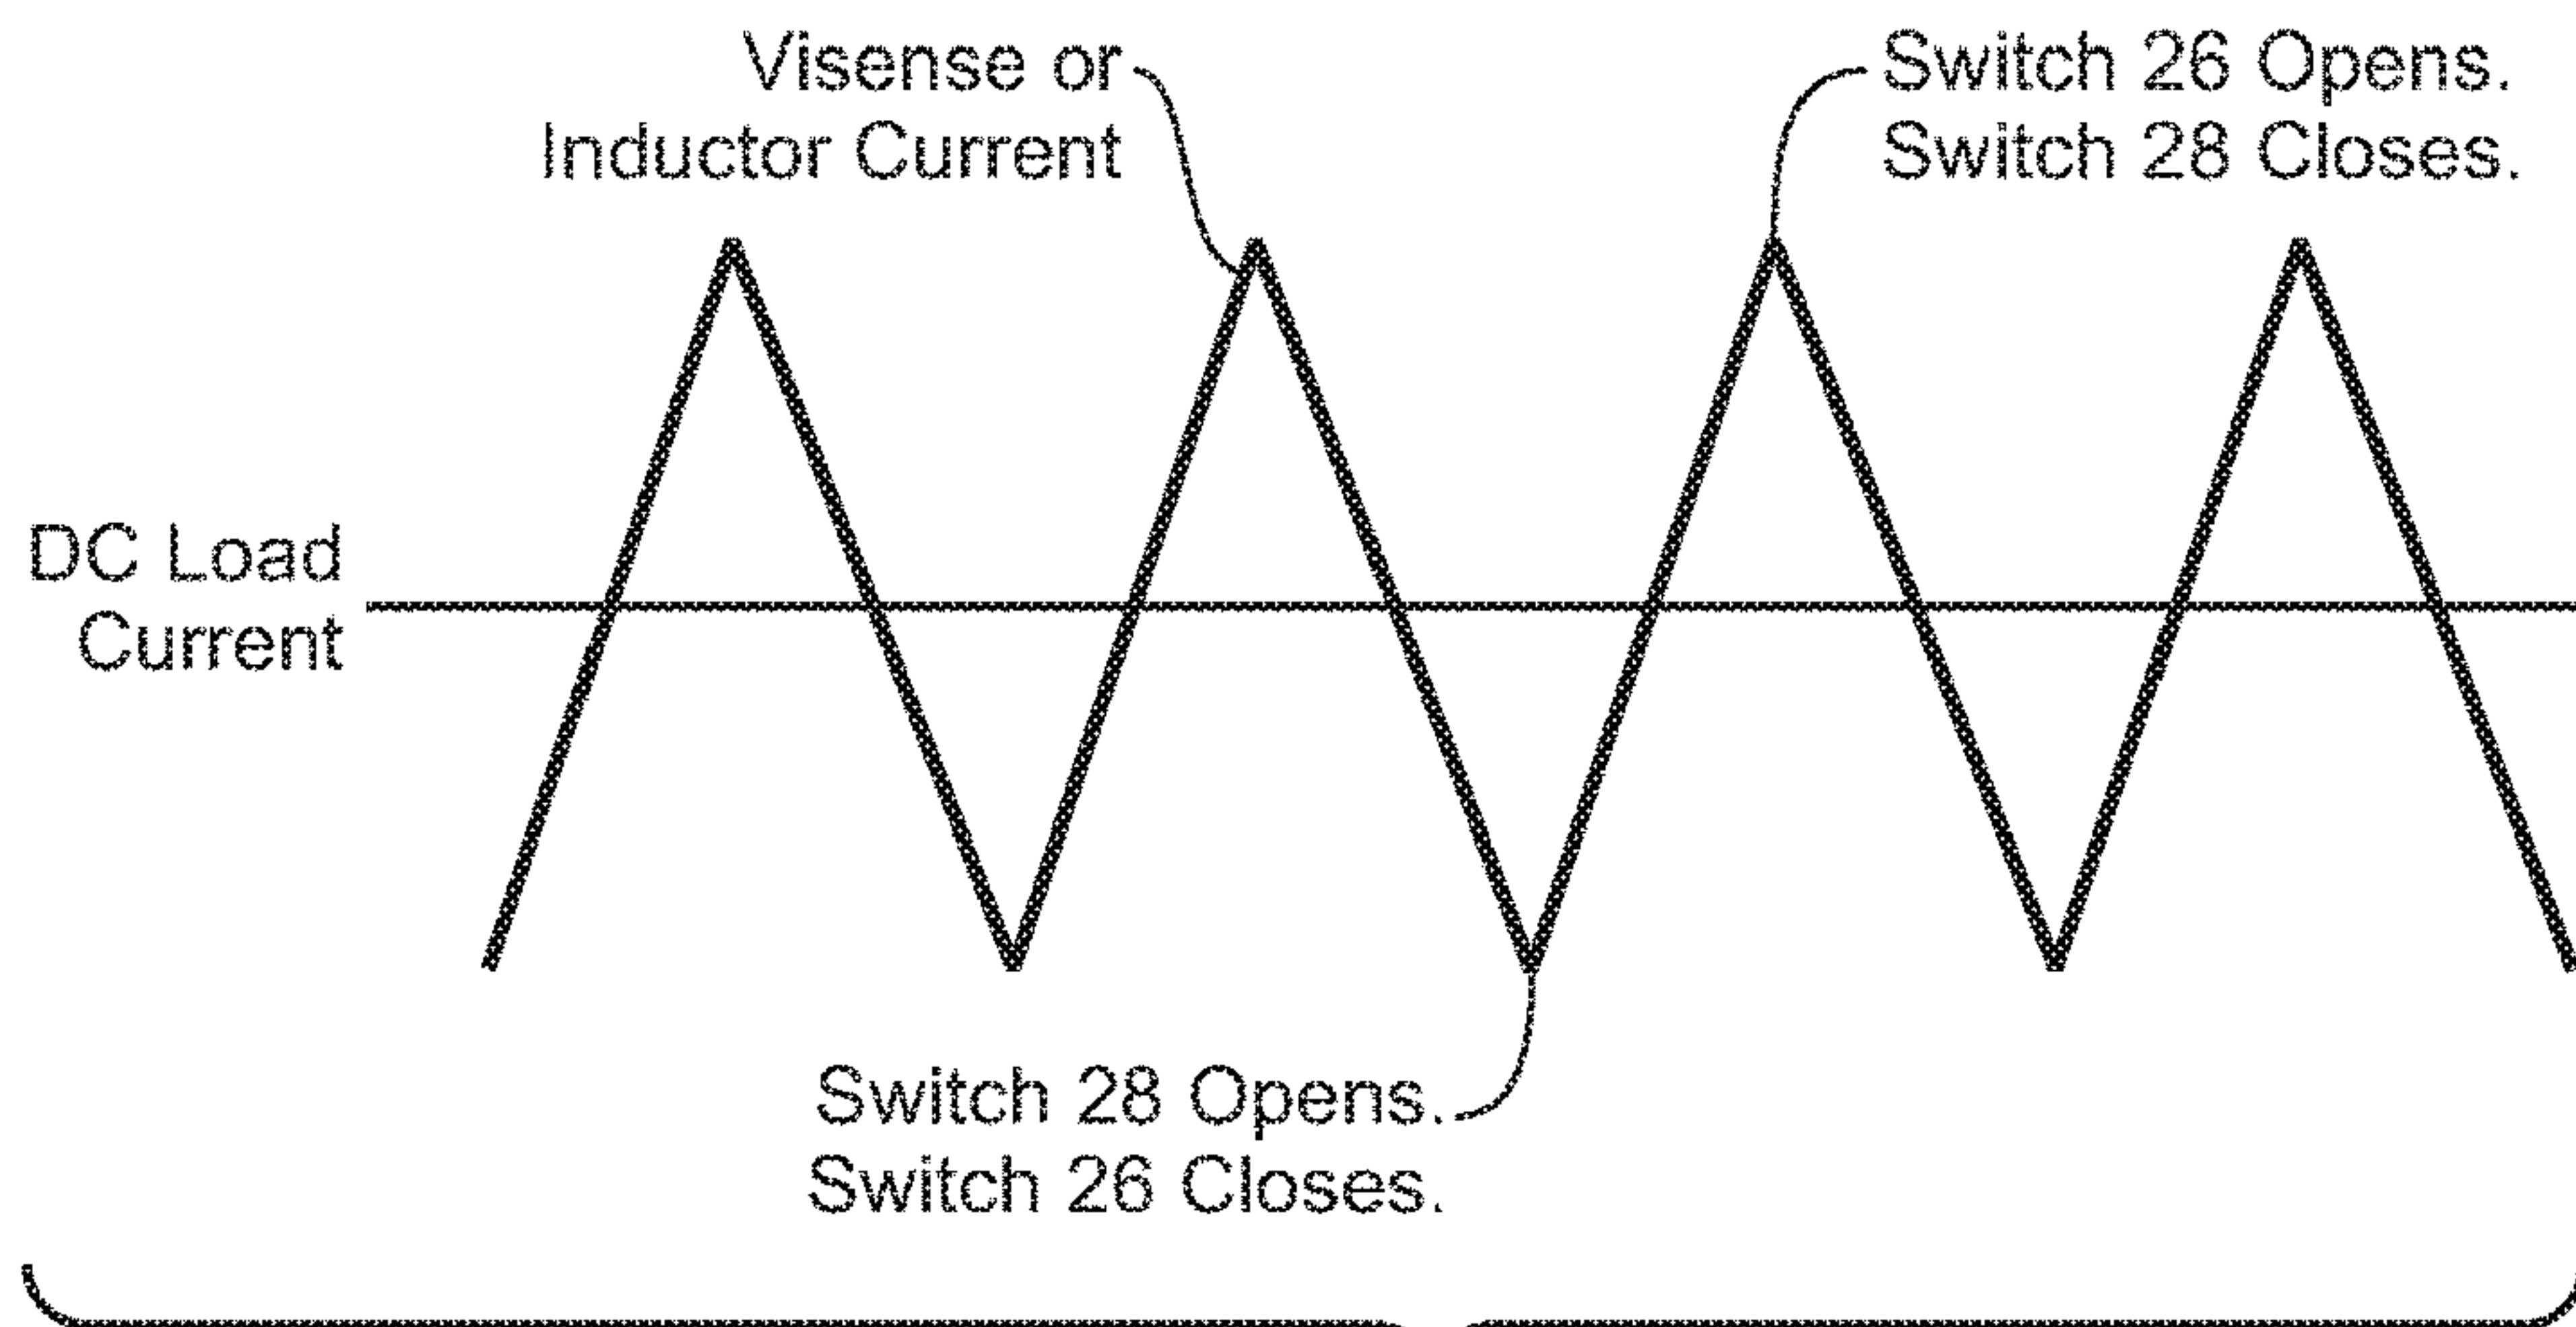 Visense or
Inductor Current
Switch 26 Opens.
Switch 28 Closes.
DC Load
Current
Switch 28 Opens.
Switch 26 Closes.